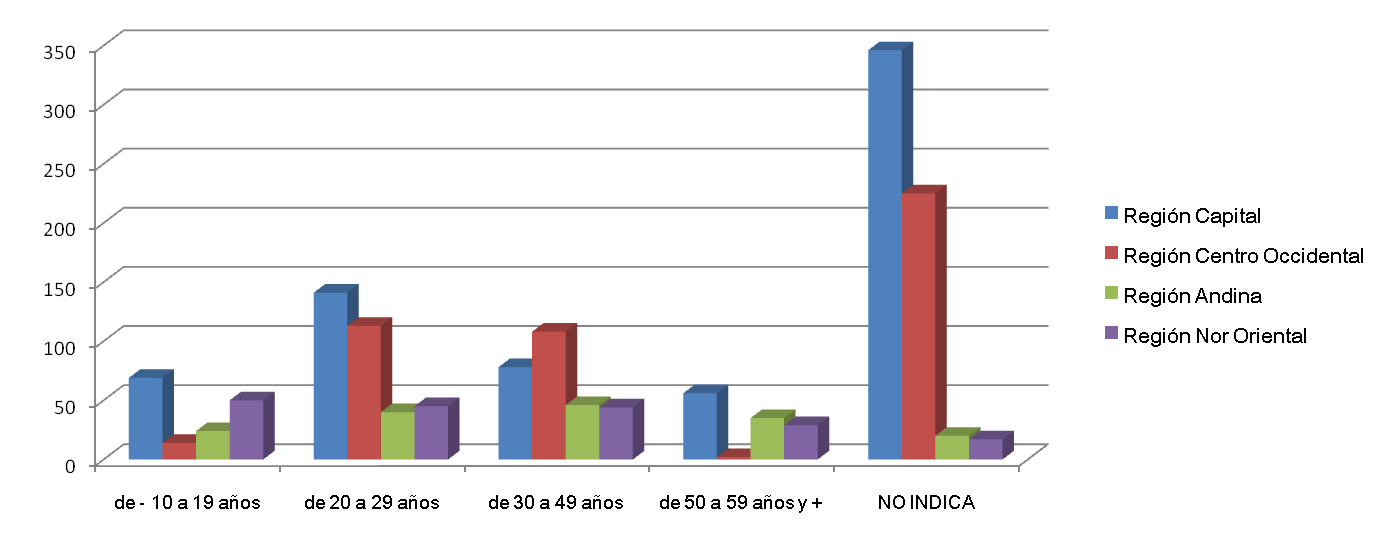 350
300
250
200
150
100
50
0
de - 10 a 19 años
de 20 a 29 años
de 30 a 49 años
de 50 a 59 años y +
NO INDICA
Región Capital
Región Centro Occidental
Región Andina
Región Nor Oriental